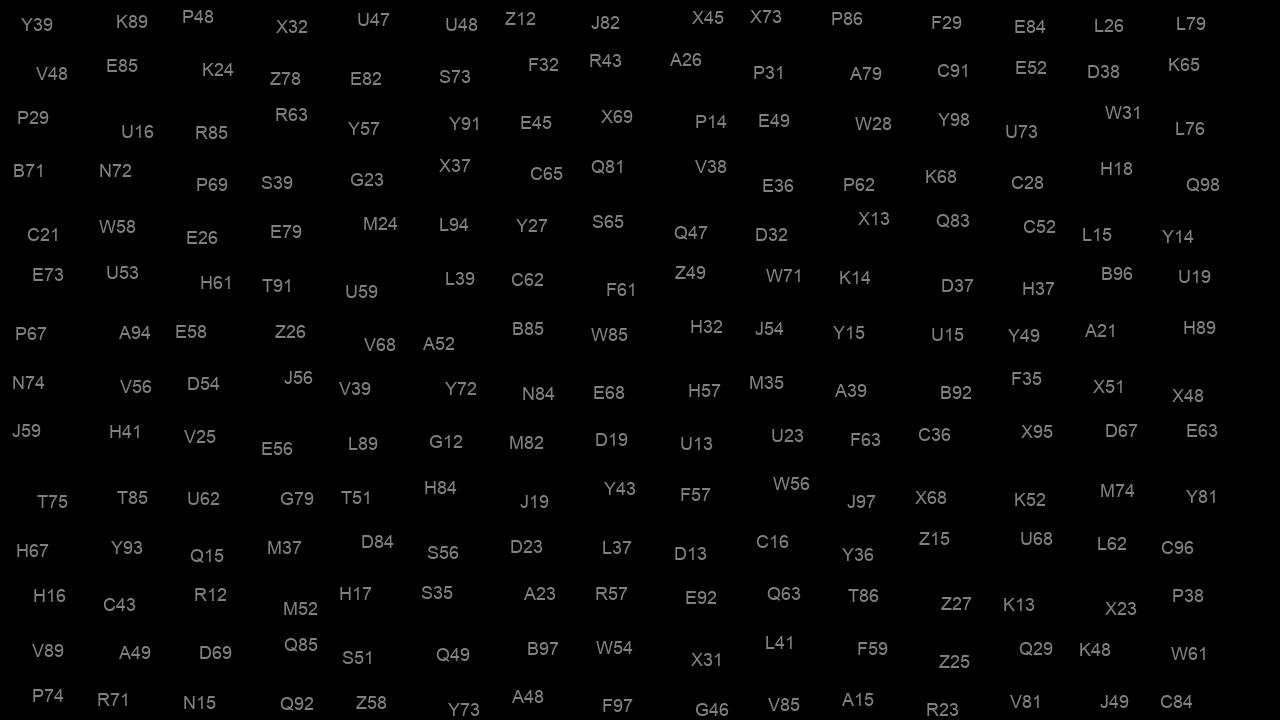 Y39 K89 P48 X32 U47 U48 Z12 J82 X45 X73 P86 F29 E84 L26 L79
V48 E85 K24 Z78 E82 S73 F32 R43 A26 P31 A79 C91 E52 D38 K65
P29 U16 R85 R63 Y57 Y91 E45 X69 P14 E49 W28 Y98 U73 W31 L76
B71 N72 P69 S39 G23 X37 C65 Q81 V38 E36 P62 K68 C28 H18 Q98
C21 W58 E26 E79 M24 L94 Y27 S65 Q47 D32 X13 Q83 C52 L15 Y14
E73 U53 H61 T91 U59 L39 C62 F61 Z49 W71 K14 D37 H37 B96 U19
P67 A94 E58 Z26 V68 A52 B85 W85 H32 J54 Y15 U15 Y49 A21 H89
N74 V56 D54 J56 V39 Y72 N84 E68 H57 M35 A39 B92 F35 X51 X48
J59 H41 V25 E56 L89 G12 M82 D19 U13 U23 F63 C36 X95 D67 E63
T75 T85 U62 G79 T51 H84 J19 Y43 F57 W56 J97 X68 K52 M74 Y81
H67 Y93 Q15 M37 D84 S56 D23 L37 D13 C16 Y36 Z15 U68 L62 C96
H16 C43 R12 M52 H17 S35 A23 R57 E92 Q63 T86 Z27 K13 X23 P38
V89 A49 D69 Q85 S51 Q49 B97 W54 X31 L41 F59 Z25 Q29 K48 W61
P74 R71 N15 Q92 Z58 Y73 A48 F97 G46 V85 A15 R23 V81 J49 C84